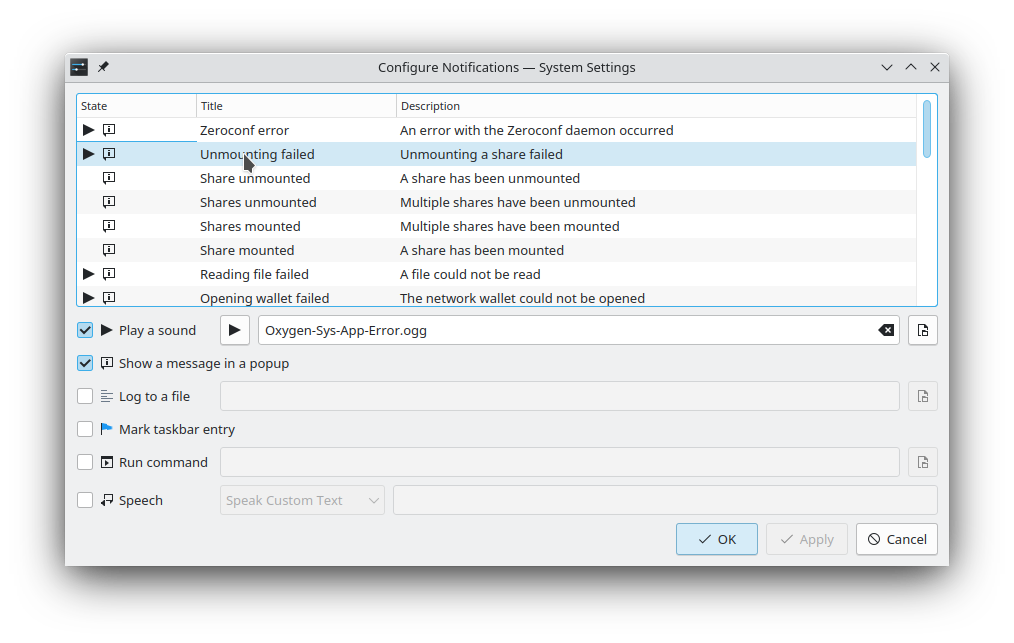 Configure Notifications — System Settings
State Title Description
Zeroconf error An error with the Zeroconf daemon occurred
Unmounting failed Unmounting a share failed
Share unmounted A share has been unmounted
Shares unmounted Multiple shares have been unmounted
Shares mounted Multiple shares have been mounted
Share mounted A share has been mounted
Reading file failed A file could not be read
Opening wallet failed The network wallet could not be opened
Play a sound Oxygen-Sys-App-Error.ogg
Show a message in a popup
Log to a file
Mark taskbar entry
Run command
Speech Speak Custom Text
OK Apply Cancel